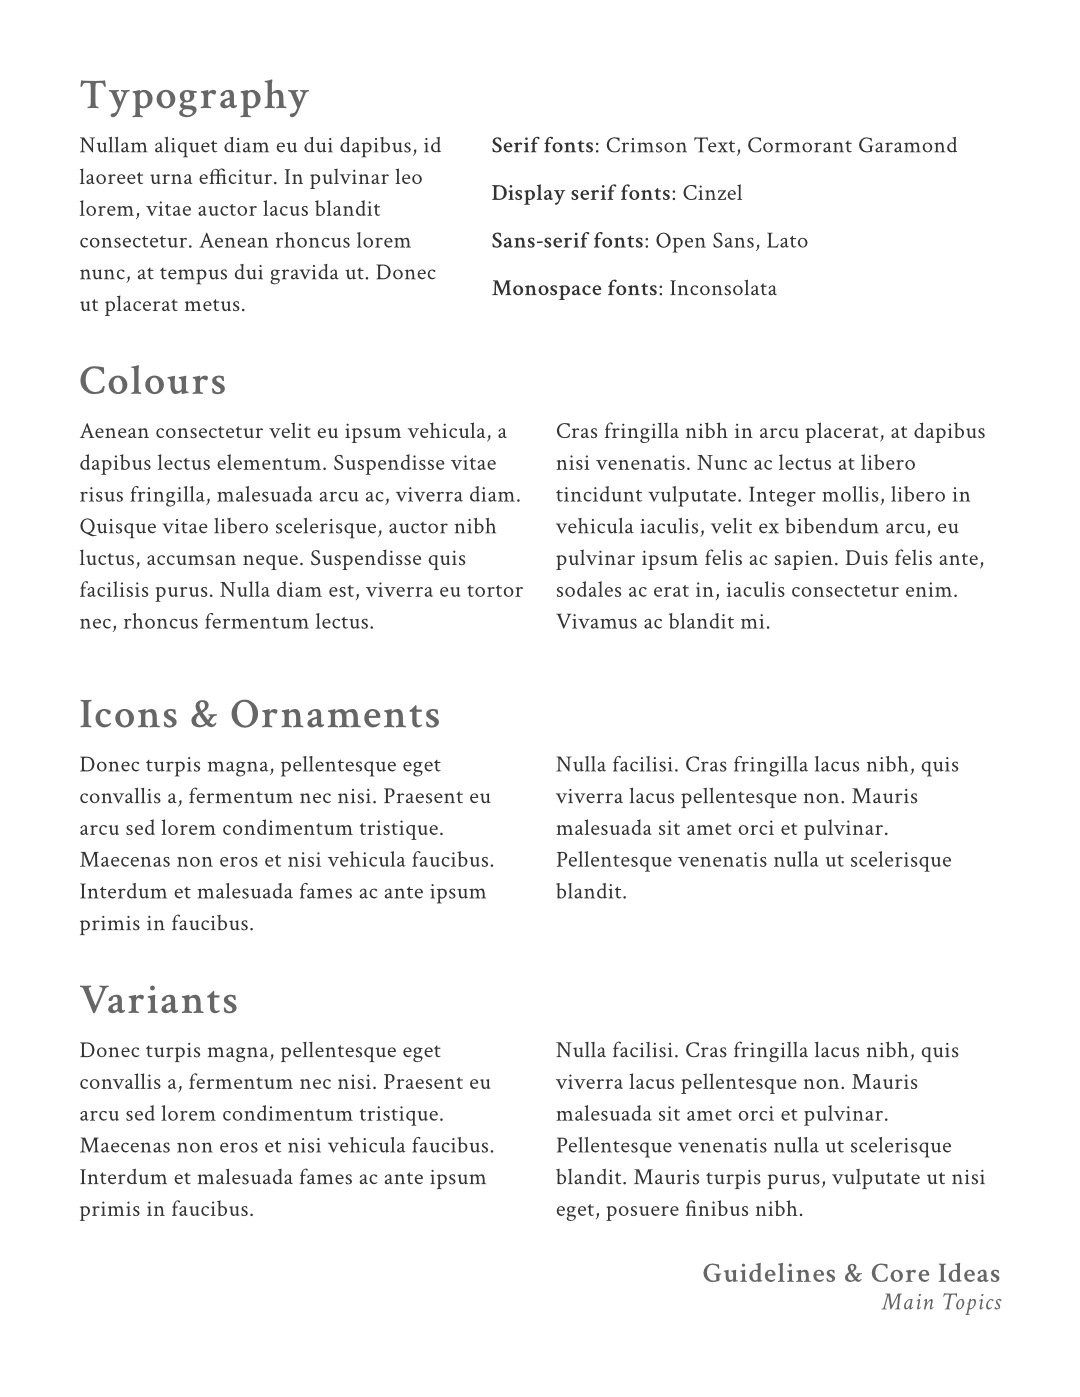 Typography
Nullam aliquet diam eu dui dapibus, id
laoreet urna efficitur. In pulvinar leo
lorem, vitae auctor lacus blandit
consectetur. Aenean rhoncus lorem
nunc, at tempus dui gravida ut. Donec
ut placerat metus.
Serif fonts: Crimson Text, Cormorant Garamond
Display serif fonts: Cinzel
Sans-serif fonts: Open Sans, Lato
Monospace fonts: Inconsolata
Colours
Aenean consectetur velit eu ipsum vehicula, a
dapibus lectus elementum. Suspendisse vitae
risus fringilla, malesuada arcu ac, viverra diam.
Quisque vitae libero scelerisque, auctor nibh
luctus, accumsan neque. Suspendisse quis
facilisis purus. Nulla diam est, viverra eu tortor
nec, rhoncus fermentum lectus.
Cras fringilla nibh in arcu placerat, at dapibus
nisi venenatis. Nunc ac lectus at libero
tincidunt vulputate. Integer mollis, libero in
vehicula iaculis, velit ex bibendum arcu, eu
pulvinar ipsum felis ac sapien. Duis felis ante,
sodales ac erat in, iaculis consectetur enim.
Vivamus ac blandit mi.
Icons & Ornaments
Donec turpis magna, pellentesque eget
convallis a, fermentum nec nisi. Praesent eu
arcu sed lorem condimentum tristique.
Maecenas non eros et nisi vehicula faucibus.
Interdum et malesuada fames ac ante ipsum
primis in faucibus.
Nulla facilisi. Cras fringilla lacus nibh, quis
viverra lacus pellentesque non. Mauris
malesuada sit amet orci et pulvinar.
Pellentesque venenatis nulla ut scelerisque
blandit.
Variants
Donec turpis magna, pellentesque eget
convallis a, fermentum nec nisi. Praesent eu
arcu sed lorem condimentum tristique.
Maecenas non eros et nisi vehicula faucibus.
Interdum et malesuada fames ac ante ipsum
primis in faucibus.
Nulla facilisi. Cras fringilla lacus nibh, quis
viverra lacus pellentesque non. Mauris
malesuada sit amet orci et pulvinar.
Pellentesque venenatis nulla ut scelerisque
blandit. Mauris turpis purus, vulputate ut nisi
eget, posuere finibus nibh.
Guidelines & Core Ideas
Main Topics